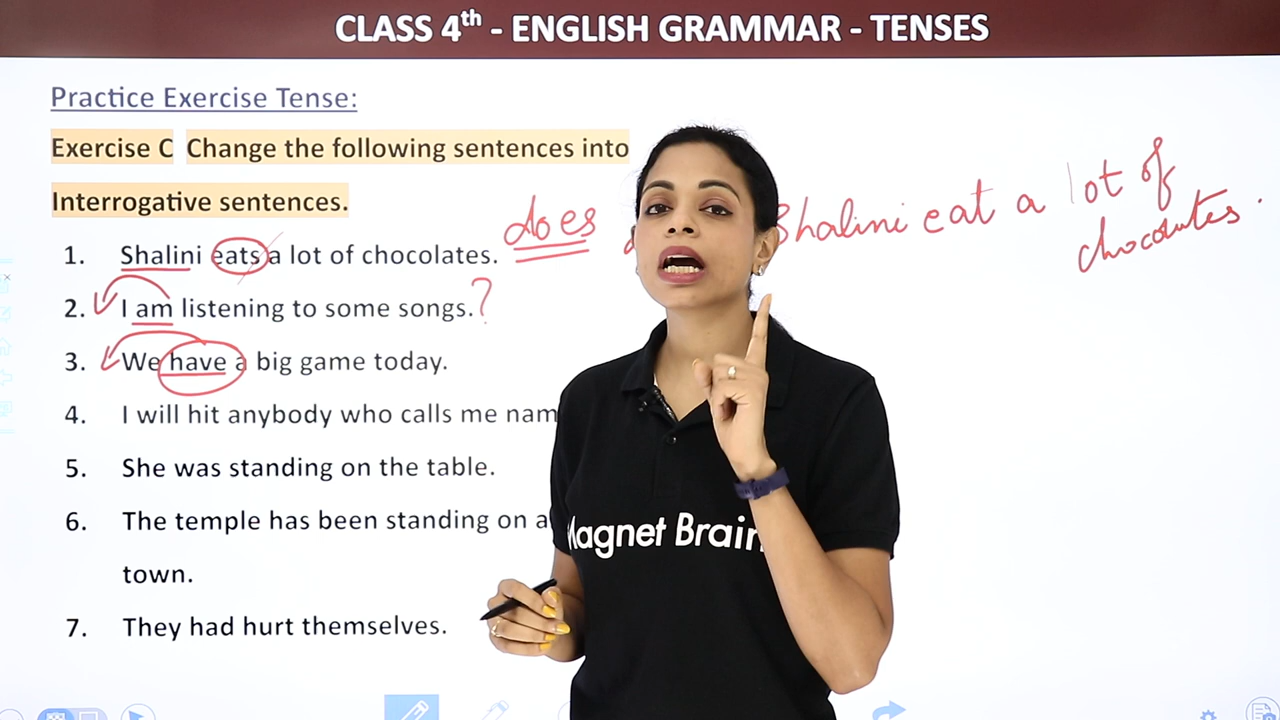 CLASS 4th - ENGLISH GRAMMAR - TENSES
Practice Exercise Tense:
Exercise C Change the following sentences into
Interrogative sentences.
1. Shalini eats a lot of chocolates.
does Shalini eat a lot of
chocolates.
2. I am listening to some songs.?
3. We have a big game today.
4. I will hit anybody who calls me nam
5. She was standing on the table.
6. The temple has been standing on a
town.
7. They had hurt themselves.
Magnet Brain